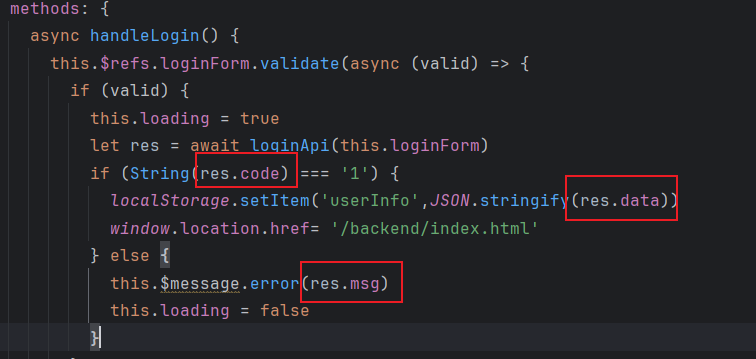 methods: {
async handleLogin() {
this.$refs.loginForm.validate(async (valid) => {
if (valid) {
this.loading = true
let res = await loginApi(this.loginForm)
if (String(res.code) === '1') {
localStorage.setItem('userInfo',JSON.stringify(res.data))
window.location.href= '/backend/index.html'
} else {
this.$message.error(res.msg)
this.loading = false
}
}